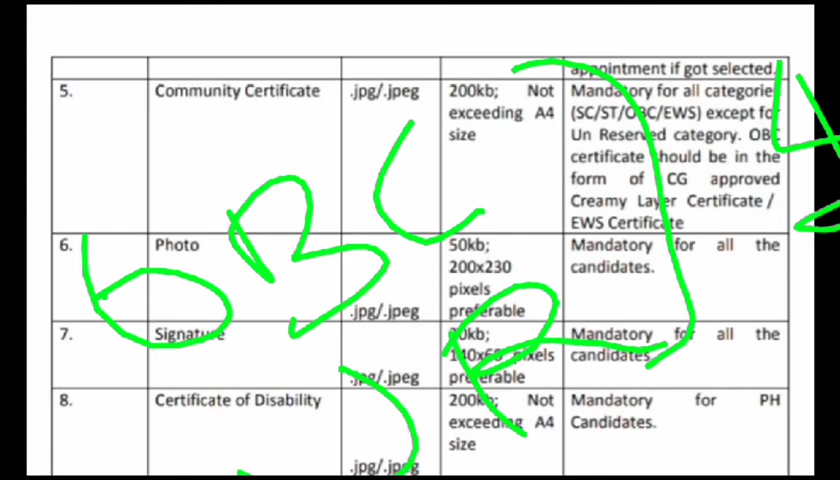 appointment if got selected.
5. Community Certificate .jpg/.jpeg 200kb; Not Mandatory for all categorie
exceeding A4 (SC/ST/OBC/EWS) except for
size Un Reserved category. OBC
certificate should be in the
form of CG approved
Creamy Layer Certificate /
EWS Certificate
6. Photo 50kb; Mandatory for all the
200x230 candidates.
pixels
.jpg/.jpeg preferable
7. Signature kb; Mandatory for all the
140x60 pixels candidates.
.jpg/.jpeg preferable
8. Certificate of Disability 200kb; Not Mandatory for PH
exceeding A4 Candidates.
size
.jpg/.jpeg